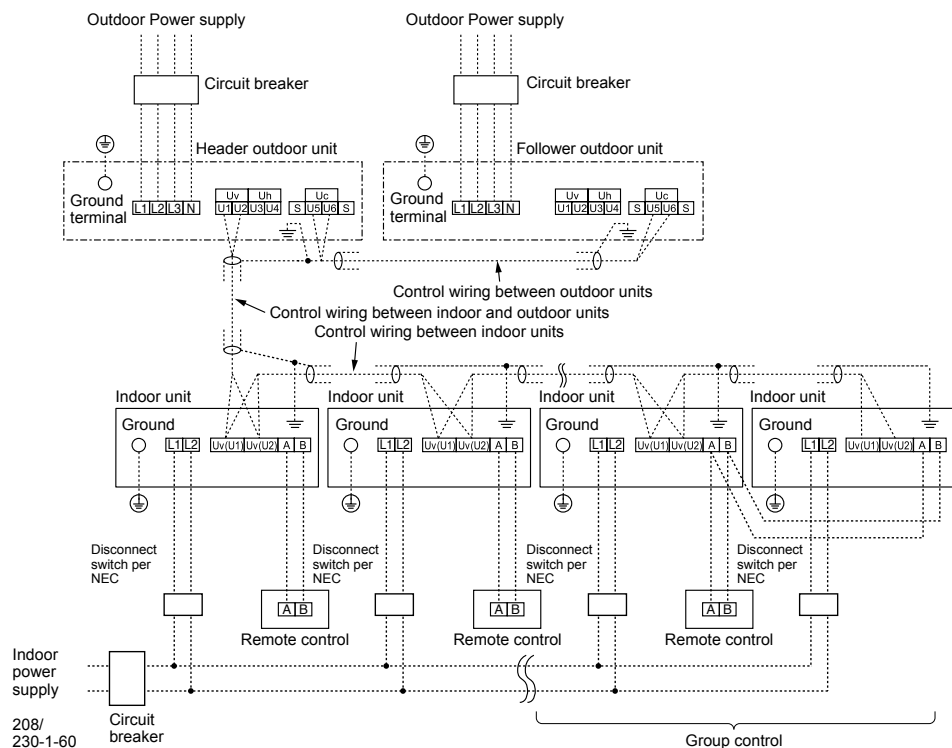 Outdoor Power supply
Outdoor Power supply
Circuit breaker
Circuit breaker
Header outdoor unit
Follower outdoor unit
Ground
terminal
L1 L2 L3 N
Uv Uh
U1 U2 U3 U4
Uc
S U5 U6 S
Ground
terminal
L1 L2 L3 N
Uv Uh
U1 U2 U3 U4
Uc
S U5 U6 S
Control wiring between outdoor units
Control wiring between indoor and outdoor units
Control wiring between indoor units
Indoor unit
Indoor unit
Indoor unit
Indoor unit
Ground
L1 L2
Uv(U1) Uv(U2) A B
Ground
L1 L2
Uv(U1) Uv(U2) A B
Ground
L1 L2
Uv(U1) Uv(U2) A B
Ground
L1 L2
Uv(U1) Uv(U2) A B
Disconnect
switch per
NEC
Disconnect
switch per
NEC
Disconnect
switch per
NEC
Disconnect
switch per
NEC
A B
A B
A B
Remote control
Remote control
Remote control
Indoor
power
supply
208/
230-1-60
Circuit
breaker
Group control